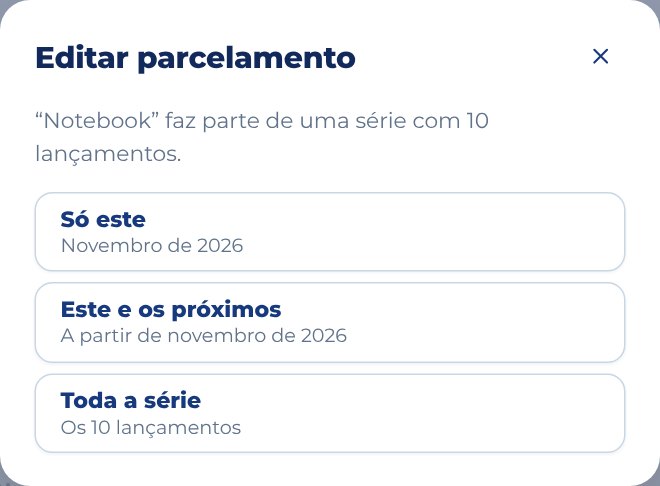 Editar parcelamento
“Notebook” faz parte de uma série com 10
lançamentos.
Só este
Novembro de 2026
Este e os próximos
A partir de novembro de 2026
Toda a série
Os 10 lançamentos